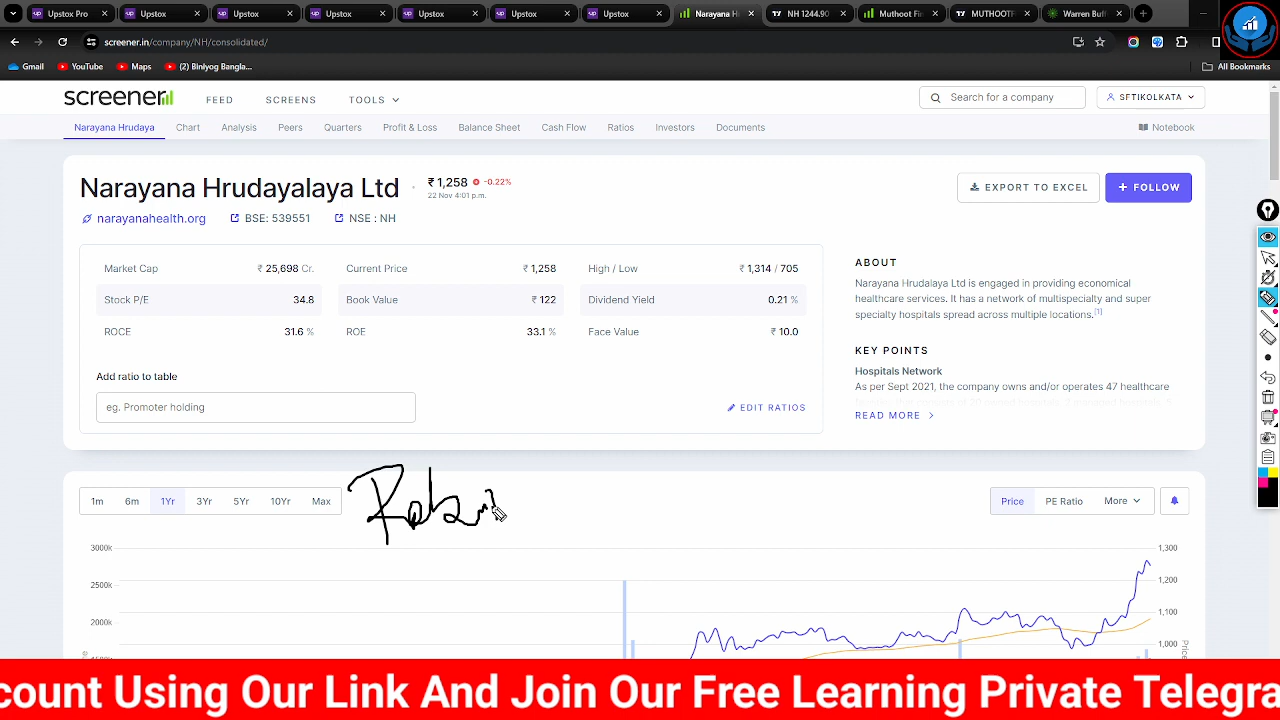 Upstox Pro
Upstox
Upstox
Upstox
Upstox
Upstox
Upstox
Narayana H
NH 1244.90
Muthoot Fi
MUTHOOTF
Warren Buf
screener.in/company/NH/consolidated/
Gmail
YouTube
Maps
(2) Biniyog Bangla...
All Bookmarks
screener
FEED
SCREENS
TOOLS
Search for a company
SFTIKOLKATA
Narayana Hrudaya
Chart
Analysis
Peers
Quarters
Profit & Loss
Balance Sheet
Cash Flow
Ratios
Investors
Documents
Notebook
Narayana Hrudayalaya Ltd
₹ 1,258
-0.22%
22 Nov 4:01 p.m.
EXPORT TO EXCEL
+ FOLLOW
narayanahealth.org
BSE: 539551
NSE : NH
Market Cap ₹ 25,698 Cr.
Current Price ₹ 1,258
High / Low ₹ 1,314 / 705
Stock P/E 34.8
Book Value ₹ 122
Dividend Yield 0.21 %
ROCE 31.6 %
ROE 33.1 %
Face Value ₹ 10.0
Add ratio to table
eg. Promoter holding
EDIT RATIOS
ABOUT
Narayana Hrudalaya Ltd is engaged in providing economical
healthcare services. It has a network of multispecialty and super
specialty hospitals spread across multiple locations.[1]
KEY POINTS
Hospitals Network
As per Sept 2021, the company owns and/or operates 47 healthcare
READ MORE
1m
6m
1Yr
3Yr
5Yr
10Yr
Max
Price
PE Ratio
More
3000k
2500k
2000k
1,300
1,200
1,100
1,000
count Using Our Link And Join Our Free Learning Private Telegra